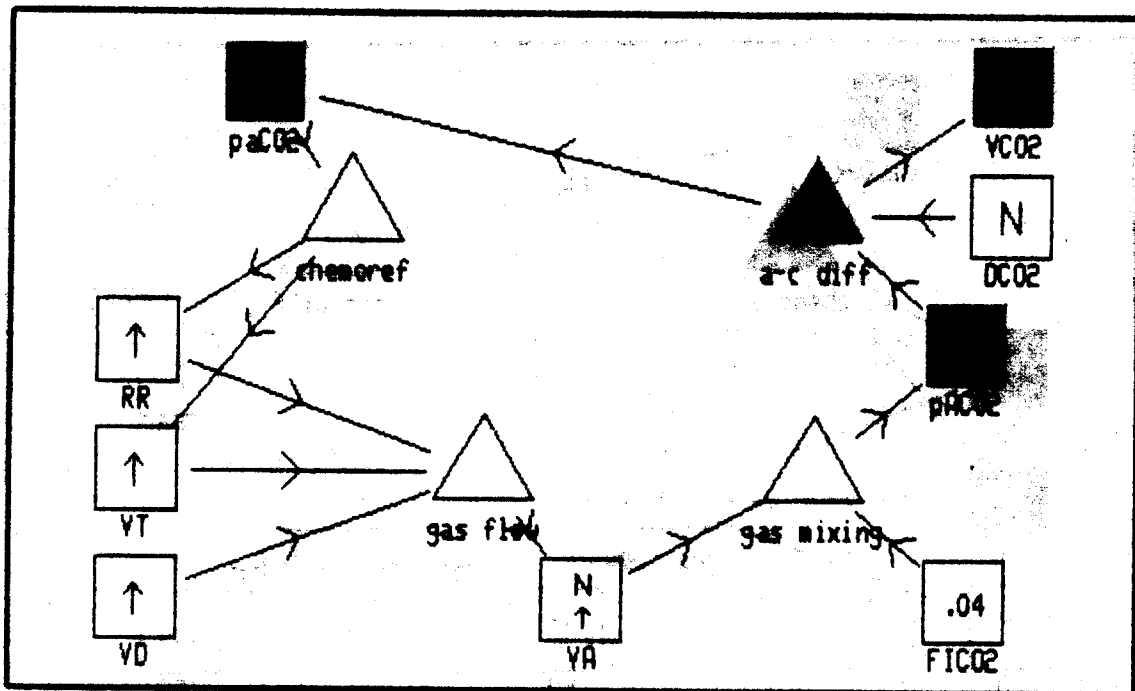 paCO2
VCO2
N
DCO2
chemoref
a-c diff
↑
RR
pACO2
↑
VT
gas flow
gas mixing
↑
VD
N
↑
VA
.04
FICO2